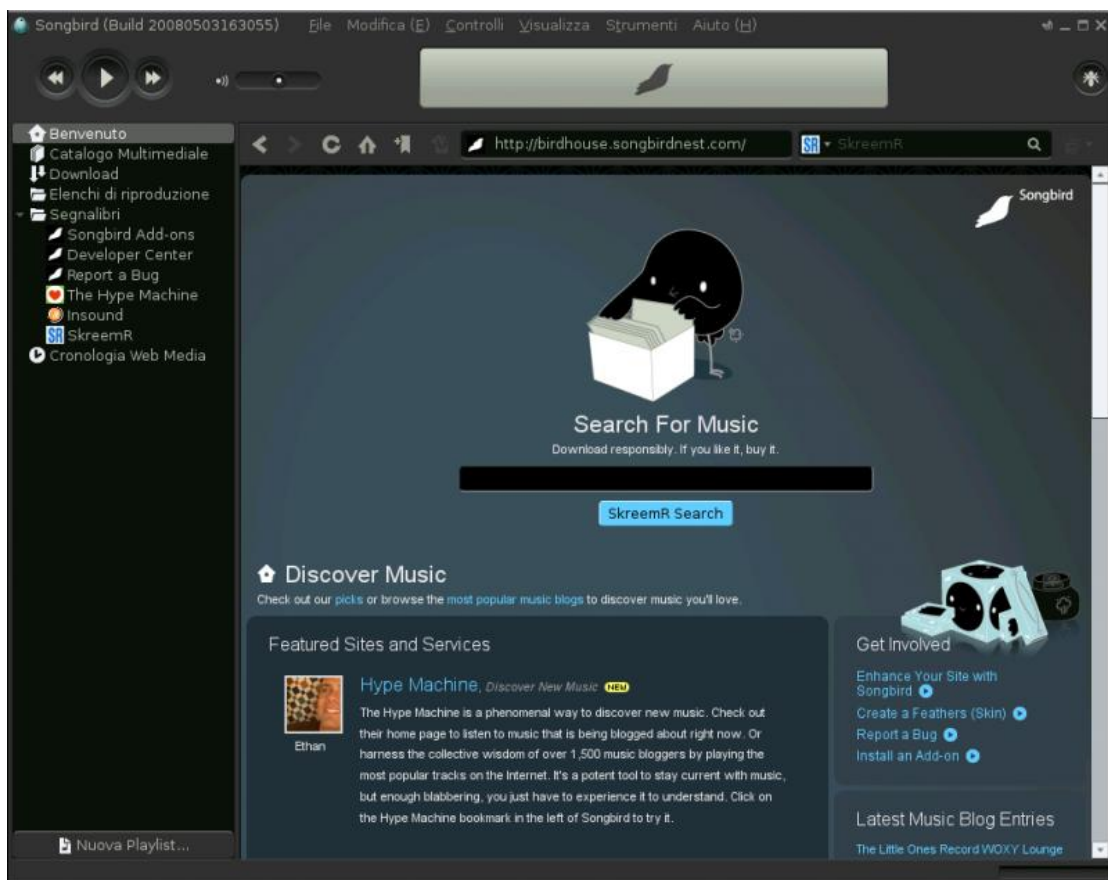 Songbird (Build 20080503163055) File Modifica (E) Controlli Visualizza Strumenti Aiuto (H)
Benvenuto
Catalogo Multimediale
Download
Elenchi di riproduzione
Segnalibri
Songbird Add-ons
Developer Center
Report a Bug
The Hype Machine
Insound
SR SkreemR
Cronologia Web Media
Nuova Playlist...
http://birdhouse.songbirdnest.com/ SR SkreemR
Songbird
Search For Music
Download responsibly. If you like it, buy it.
SkreemR Search
Discover Music
Check out our picks or browse the most popular music blogs to discover music you'll love.
Featured Sites and Services
Hype Machine, Discover New Music NEW
Ethan
The Hype Machine is a phenomenal way to discover new music. Check out
their home page to listen to music that is being blogged about right now. Or
harness the collective wisdom of over 1,500 music bloggers by playing the
most popular tracks on the Internet. It's a potent tool to stay current with music,
but enough blabbering, you just have to experience it to understand. Click on
the Hype Machine bookmark in the left of Songbird to try it.
Get Involved
Enhance Your Site with
Songbird
Create a Feathers (Skin)
Report a Bug
Install an Add-on
Latest Music Blog Entries
The Little Ones Record WOXY Lounge